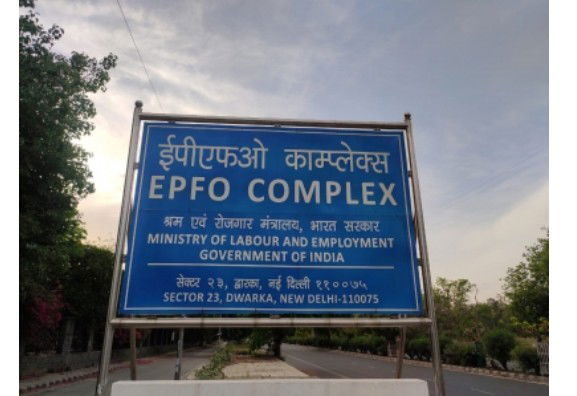 ईपीएफओ काम्प्लेक्स
EPFO COMPLEX
श्रम एवं रोजगार मंत्रालय, भारत सरकार
MINISTRY OF LABOUR AND EMPLOYMENT
GOVERNMENT OF INDIA
सेक्टर २३, द्वारका, नई दिल्ली ११००७५
SECTOR 23, DWARKA, NEW DELHI-110075